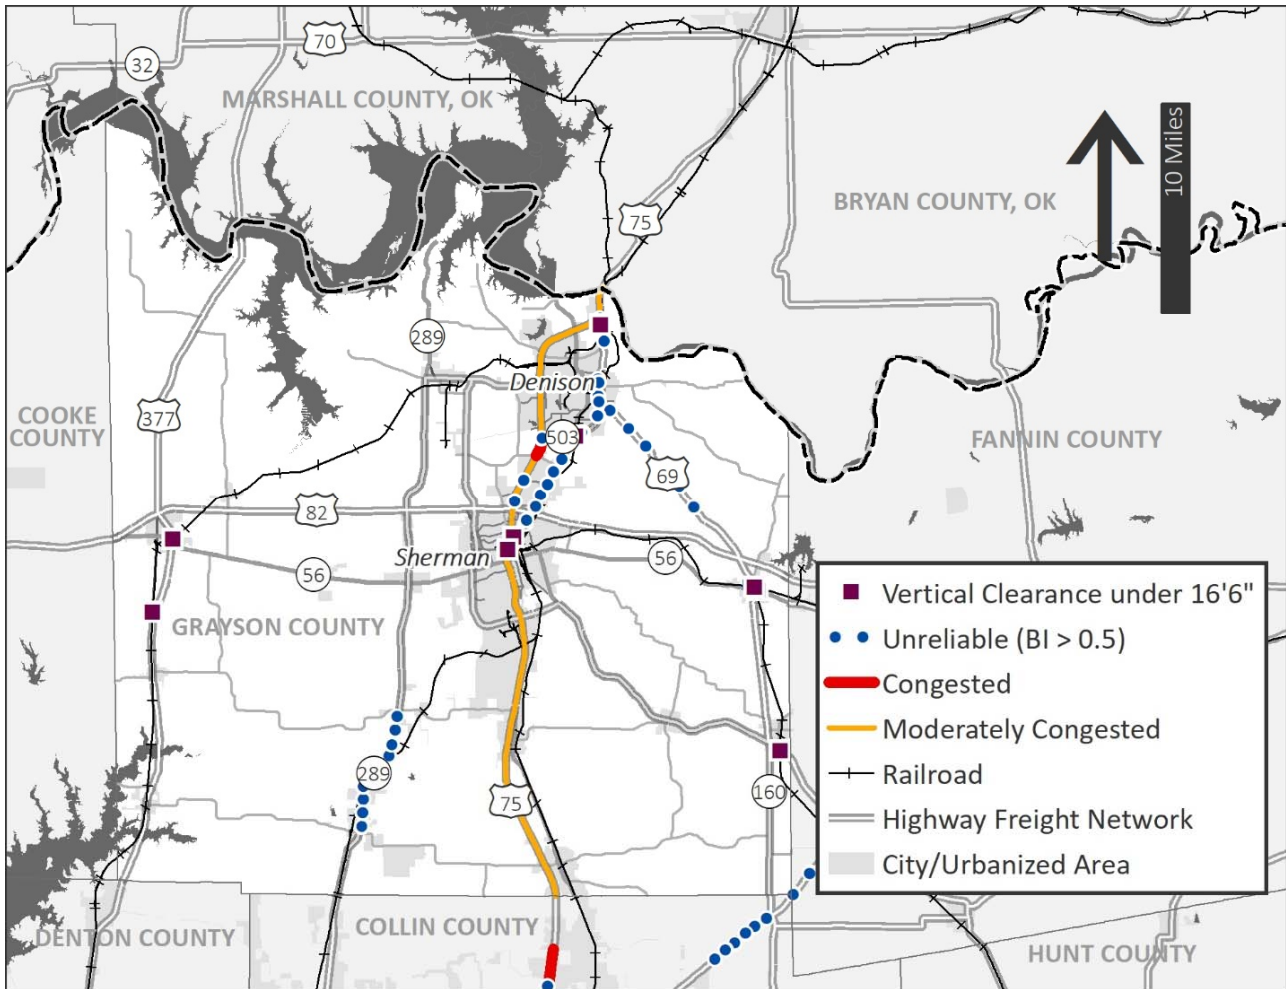 70
32
MARSHALL COUNTY, OK
10 Miles
BRYAN COUNTY, OK
75
289
Denison
377
COOKE
COUNTY
503
FANNIN COUNTY
69
82
Sherman
56
56
GRAYSON COUNTY
Vertical Clearance under 16'6"
Unreliable (BI > 0.5)
Congested
Moderately Congested
Railroad
Highway Freight Network
City/Urbanized Area
289
75
160
COLLIN COUNTY
DENTON COUNTY
HUNT COUNTY